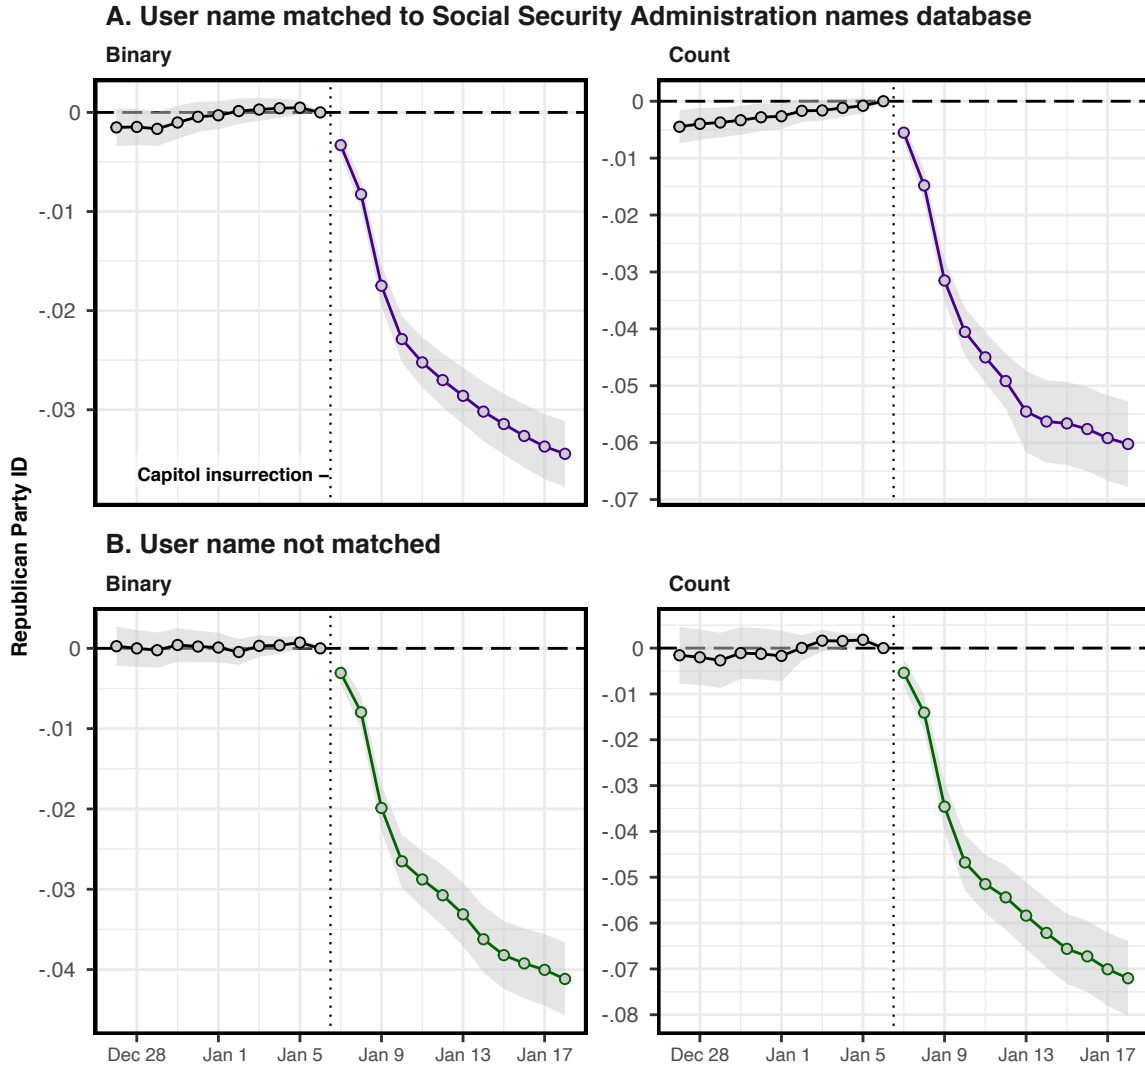 A. User name matched to Social Security Administration names database
Binary
Count
0
-.01
-.02
-.03
Capitol insurrection –
0
-.01
-.02
-.03
-.04
-.05
-.06
-.07
Republican Party ID
B. User name not matched
Binary
Count
0
-.01
-.02
-.03
-.04
0
-.01
-.02
-.03
-.04
-.05
-.06
-.07
-.08
Dec 28 Jan 1 Jan 5 Jan 9 Jan 13 Jan 17
Dec 28 Jan 1 Jan 5 Jan 9 Jan 13 Jan 17